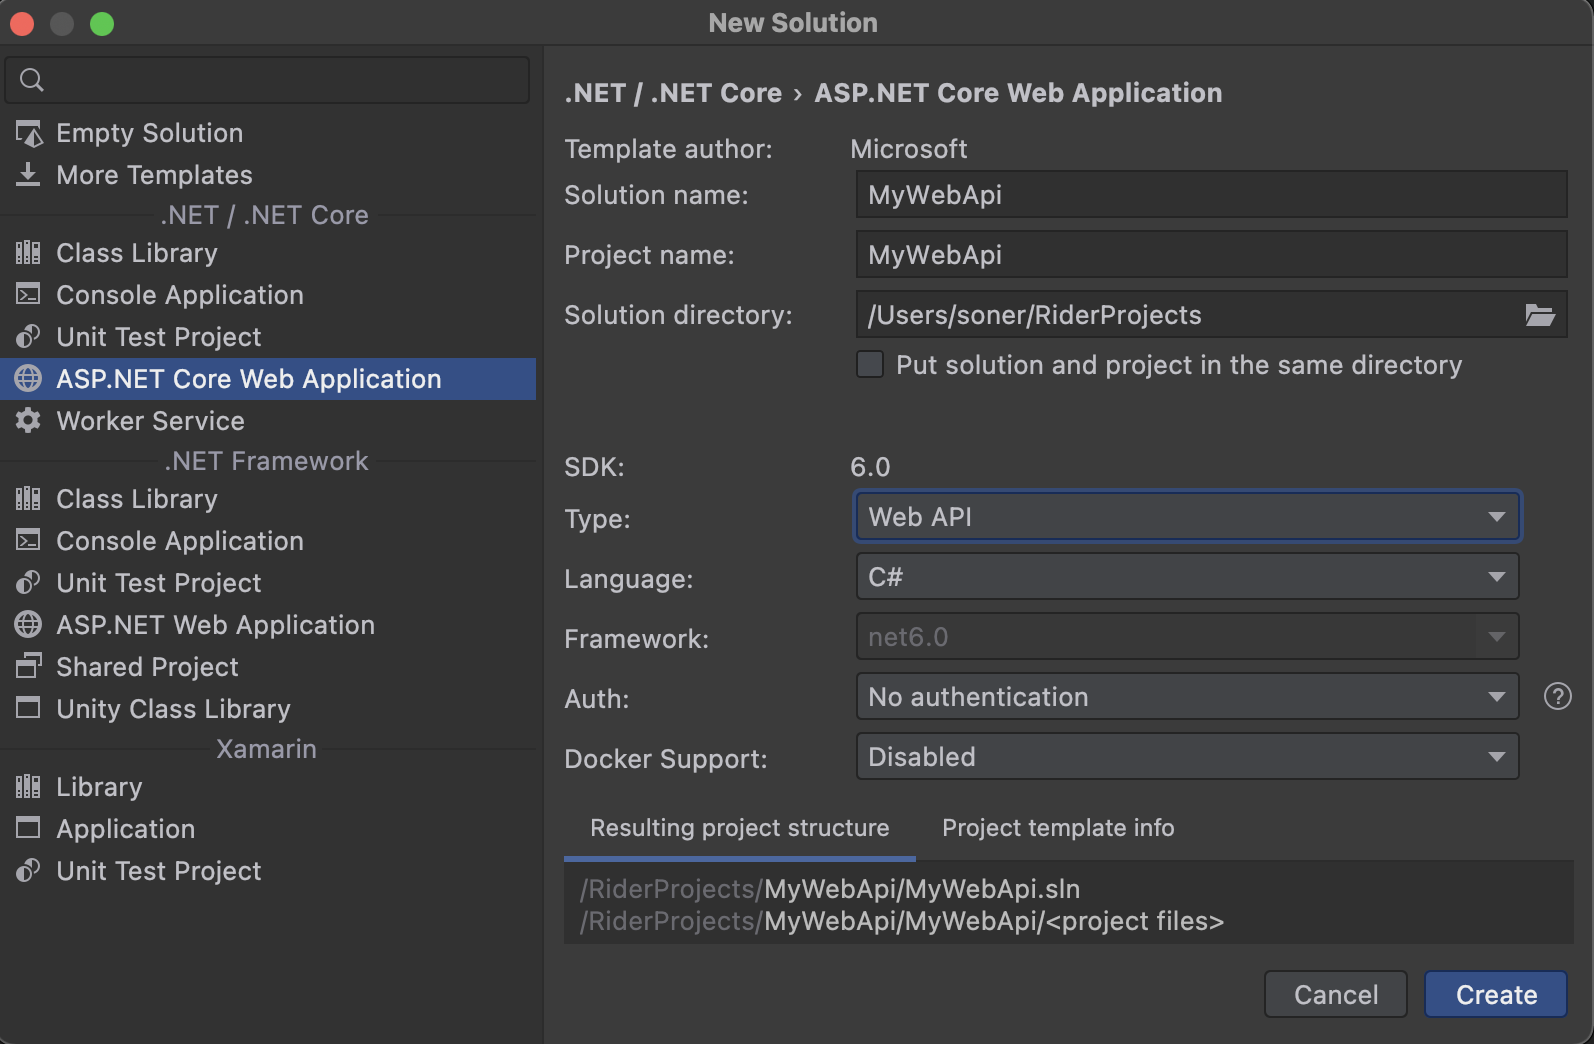 New Solution
Empty Solution
More Templates
.NET / .NET Core
Class Library
Console Application
Unit Test Project
ASP.NET Core Web Application
Worker Service
.NET Framework
Class Library
Console Application
Unit Test Project
ASP.NET Web Application
Shared Project
Unity Class Library
Xamarin
Library
Application
Unit Test Project
.NET / .NET Core › ASP.NET Core Web Application
Template author: Microsoft
Solution name: MyWebApi
Project name: MyWebApi
Solution directory: /Users/soner/RiderProjects
Put solution and project in the same directory
SDK: 6.0
Type: Web API
Language: C#
Framework: net6.0
Auth: No authentication ?
Docker Support: Disabled
Resulting project structure Project template info
/RiderProjects/MyWebApi/MyWebApi.sln
/RiderProjects/MyWebApi/MyWebApi/<project files>
Cancel Create